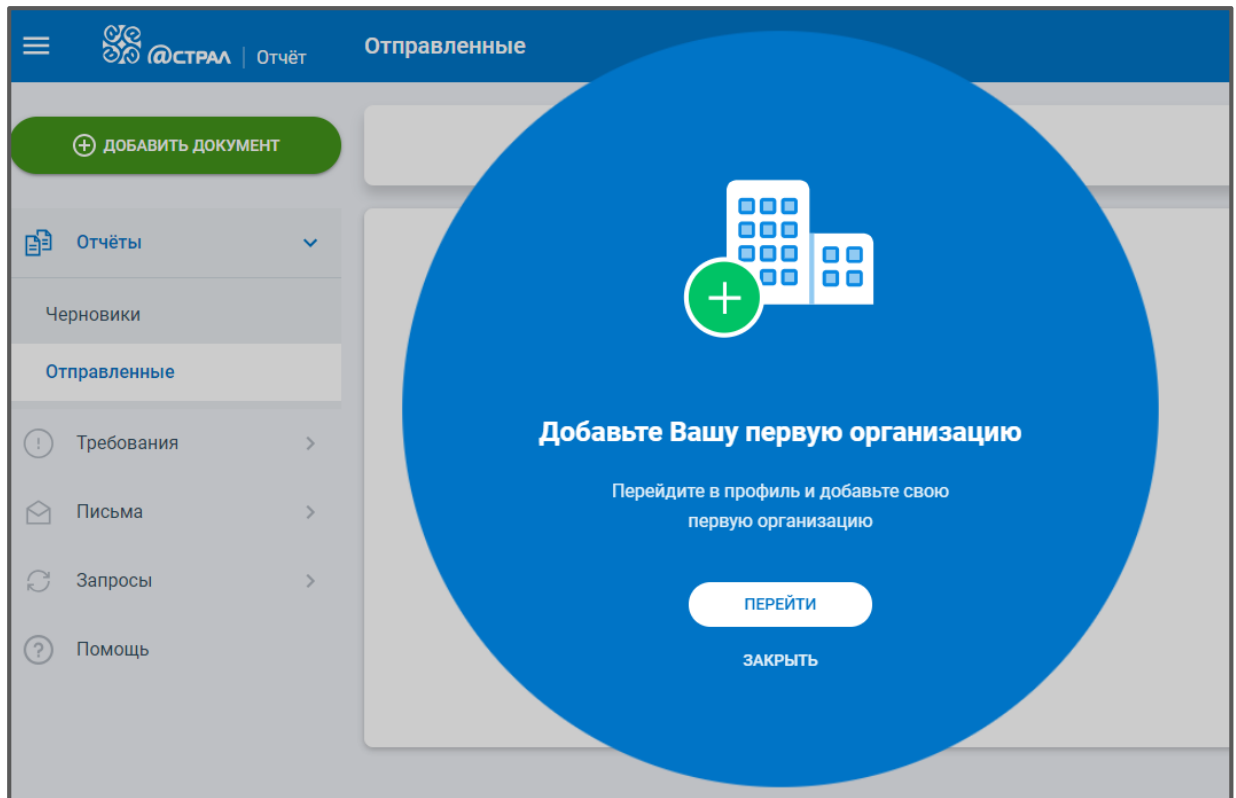 @СТРАЛ | Отчёт
Отправленные
ДОБАВИТЬ ДОКУМЕНТ
Отчёты
Черновики
Отправленные
Требования
Письма
Запросы
Помощь
Добавьте Вашу первую организацию
Перейдите в профиль и добавьте свою
первую организацию
ПЕРЕЙТИ
ЗАКРЫТЬ